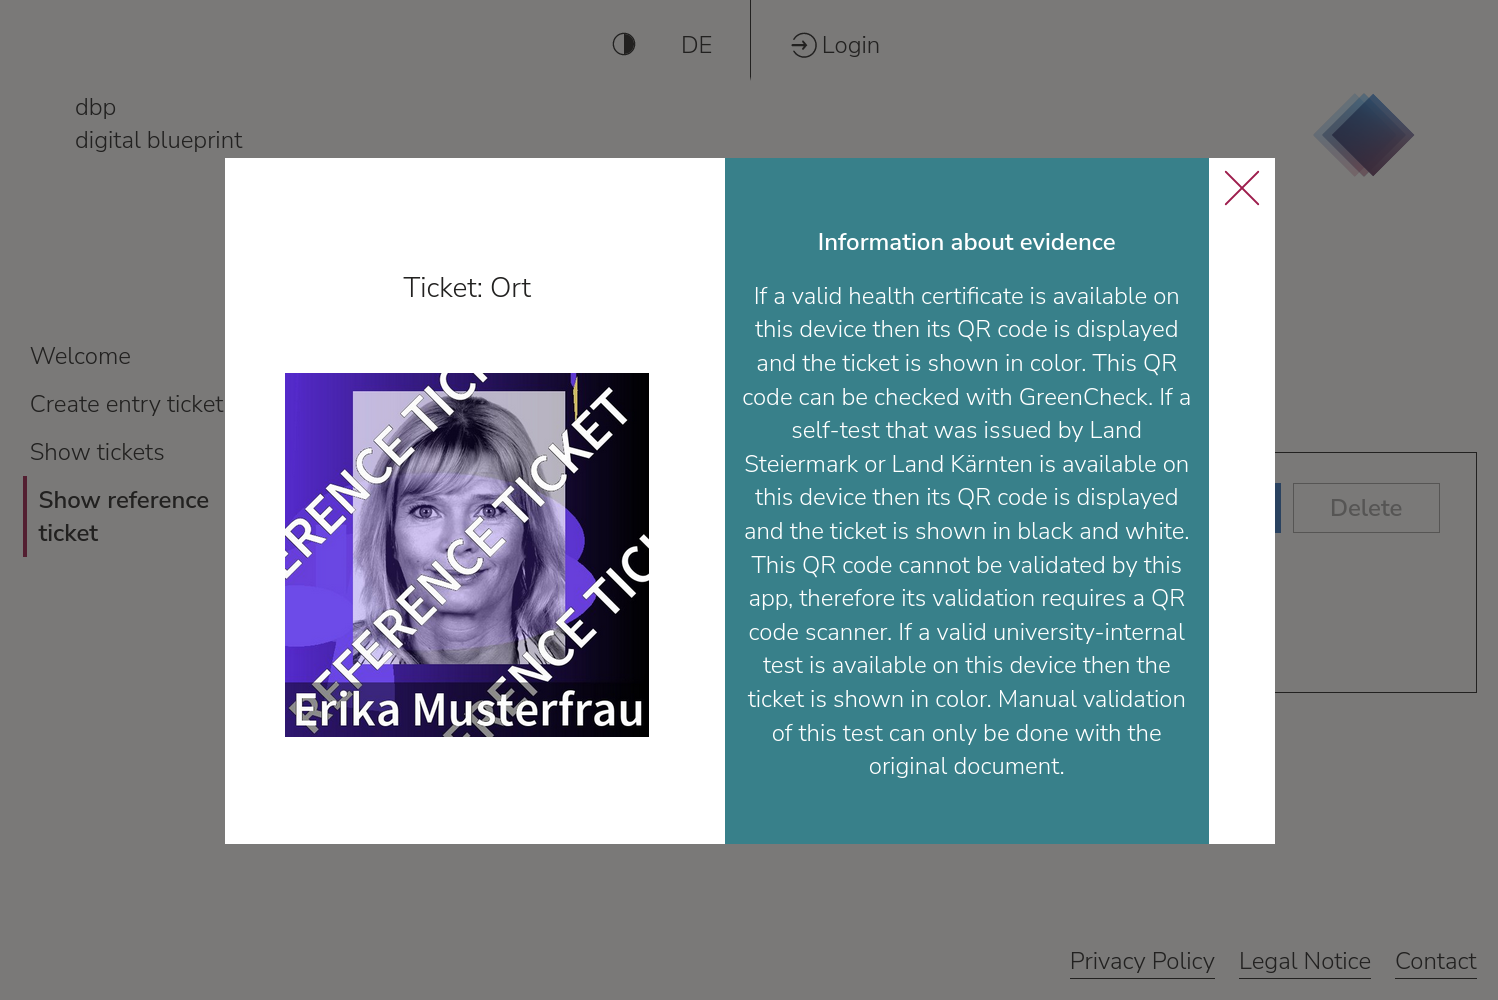 DE
Login
dbp
digital blueprint
Welcome
Create entry ticket
Show tickets
Show reference
ticket
Ticket: Ort
REFERENCE TICKET
Erika Musterfrau
Information about evidence
If a valid health certificate is available on
this device then its QR code is displayed
and the ticket is shown in color. This QR
code can be checked with GreenCheck. If a
self-test that was issued by Land
Steiermark or Land Kärnten is available on
this device then its QR code is displayed
and the ticket is shown in black and white.
This QR code cannot be validated by this
app, therefore its validation requires a QR
code scanner. If a valid university-internal
test is available on this device then the
ticket is shown in color. Manual validation
of this test can only be done with the
original document.
Delete
Privacy Policy
Legal Notice
Contact